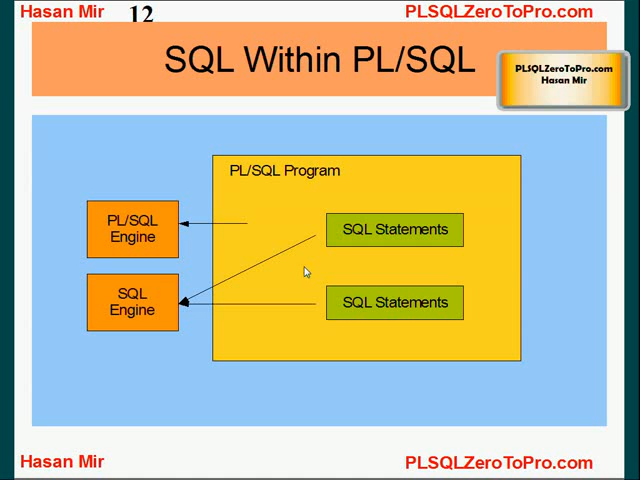 Hasan Mir
12
PLSQLZeroToPro.com
SQL Within PL/SQL
PLSQLZeroToPro.com
Hasan Mir
PL/SQL Program
PL/SQL
Engine
SQL Statements
SQL
Engine
SQL Statements
Hasan Mir
PLSQLZeroToPro.com